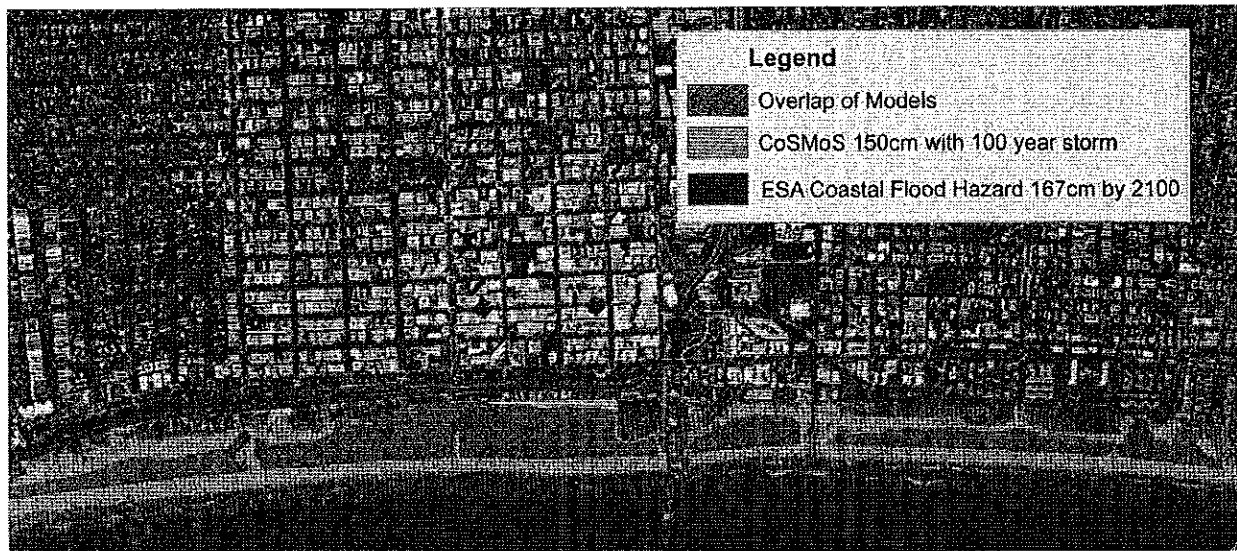 Legend
Overlap of Models
CoSMoS 150cm with 100 year storm
ESA Coastal Flood Hazard 167cm by 2100